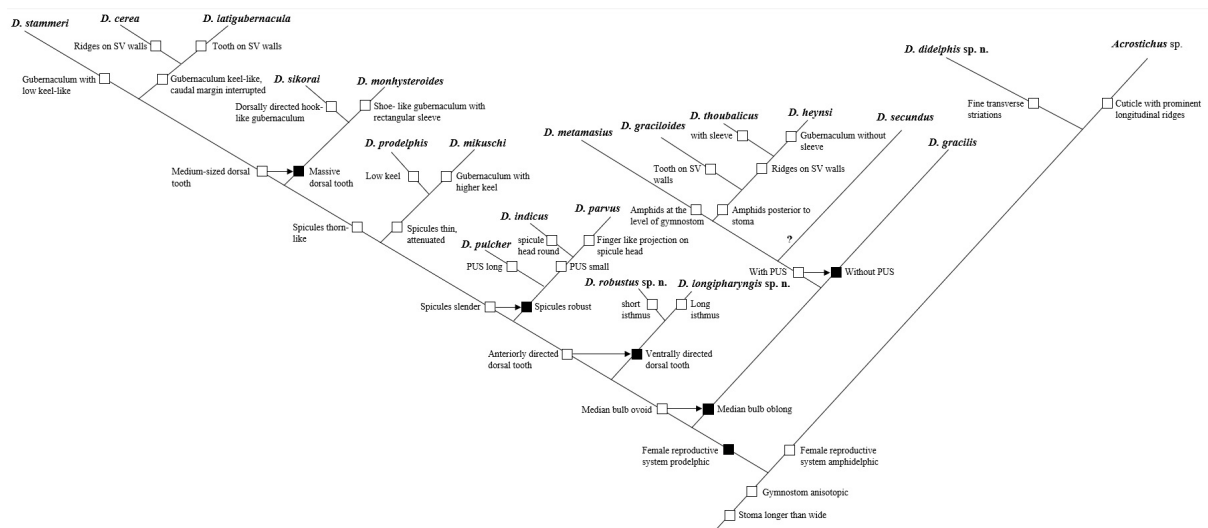 D. stammeri
D. cerea
D. latigubernacula
Ridges on SV walls
Tooth on SV walls
Gubernaculum with
low keel-like
Gubernaculum keel-like,
caudal margin interrupted
D. sikorai
D. monhysteroides
Dorsally directed hook-
like gubernaculum
Shoe- like gubernaculum with
rectangular sleeve
Medium-sized dorsal
tooth
Massive
dorsal tooth
D. prodelphis
D. mikuschi
Low keel
Gubernaculum with
higher keel
Spicules thorn-
like
Spicules thin,
attenuated
D. indicus
D. parvus
spicule
head round
Finger like projection on
spicule head
D. pulcher
PUS long
PUS small
Spicules slender
Spicules robust
D. robustus sp. n.
D. longipharyngis sp. n.
short
isthmus
Long
isthmus
Anteriorly directed
dorsal tooth
Ventrally directed
dorsal tooth
Median bulb ovoid
Median bulb oblong
Female reproductive
system prodelphic
Female reproductive
system amphidelphic
Gymnostom anisotopic
Stoma longer than wide
D. metamasius
D. graciloides
D. thoubalicus
D. heynsi
with sleeve
Gubernaculum without
sleeve
Tooth on SV
walls
Ridges on SV walls
Amphids at the
level of gymnostom
Amphids posterior to
stoma
D. secundus
D. gracilis
?
With PUS
Without PUS
D. didelphis sp. n.
Acrostichus sp.
Fine transverse
striations
Cuticle with prominent
longitudinal ridges